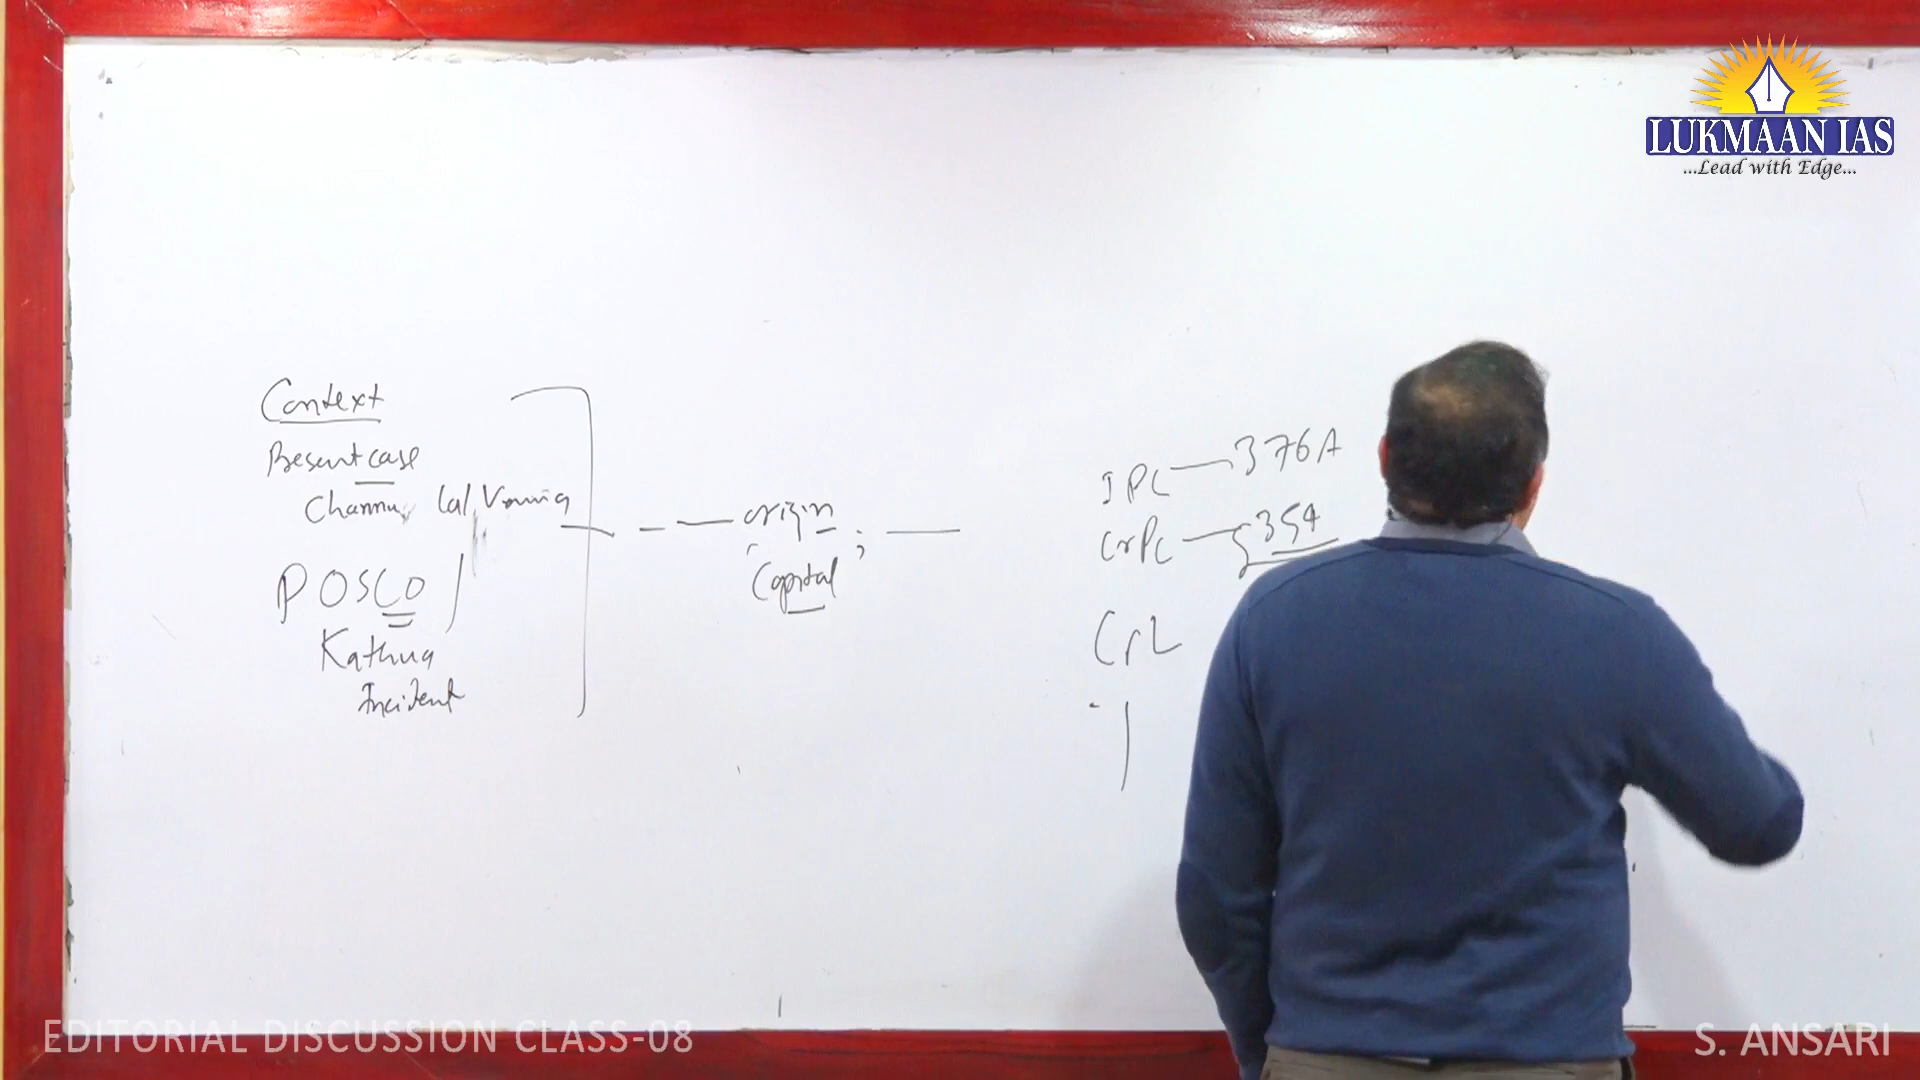 LUKMAAN IAS
...Lead with Edge...
Context
Present case
Channu Lal Verma
POSCO
Kathua
Incident
origin
Capital
IPC — 376A
CrPC — 354
CrL
EDITORIAL DISCUSSION CLASS-08
S. ANSARI